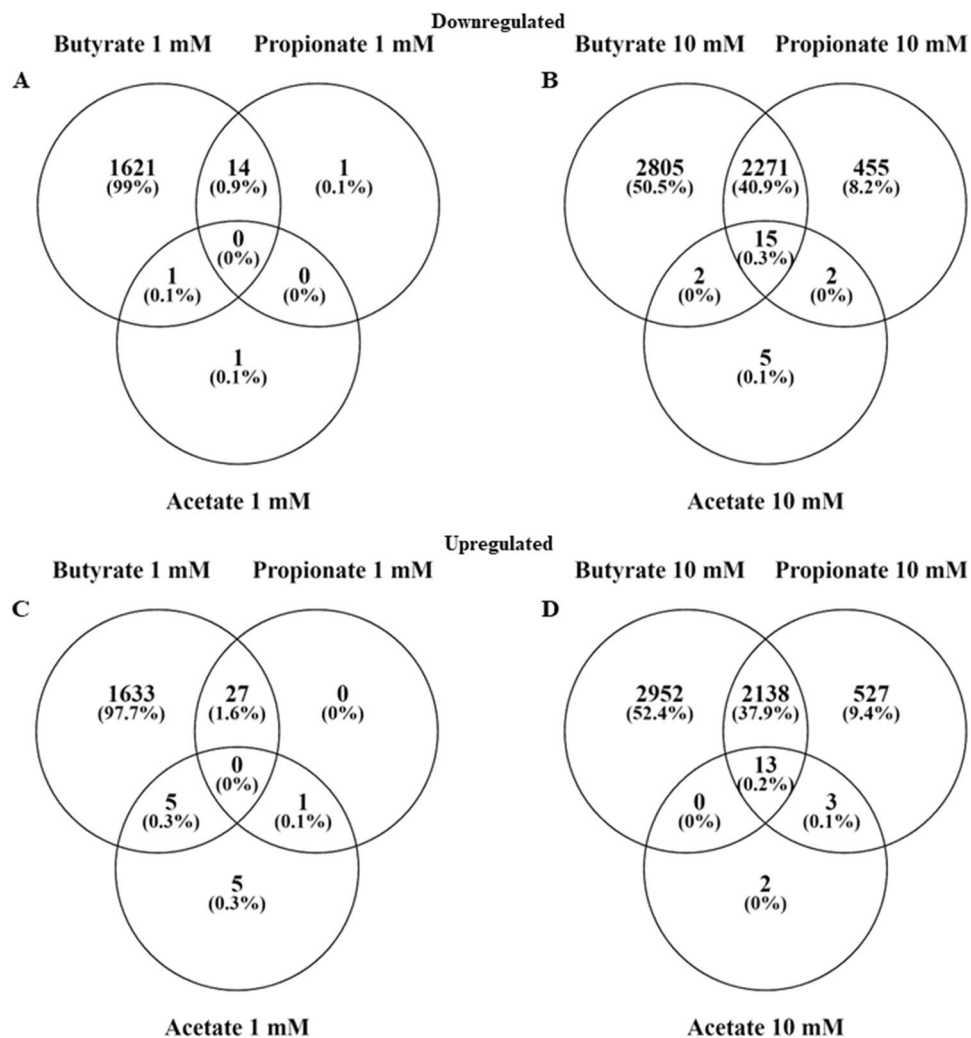 Downregulated
Butyrate 1 mM Propionate 1 mM Butyrate 10 mM Propionate 10 mM
A B
1621 14 1 2805 2271 455
(99%) (0.9%) (0.1%) (50.5%) (40.9%) (8.2%)
0 15
(0%) (0.3%)
1 0 2 2
(0.1%) (0%) (0%) (0%)
1 5
(0.1%) (0.1%)
Acetate 1 mM Acetate 10 mM
Upregulated
Butyrate 1 mM Propionate 1 mM Butyrate 10 mM Propionate 10 mM
C D
1633 27 0 2952 2138 527
(97.7%) (1.6%) (0%) (52.4%) (37.9%) (9.4%)
0 13
(0%) (0.2%)
5 1 0 3
(0.3%) (0.1%) (0%) (0.1%)
5 2
(0.3%) (0%)
Acetate 1 mM Acetate 10 mM